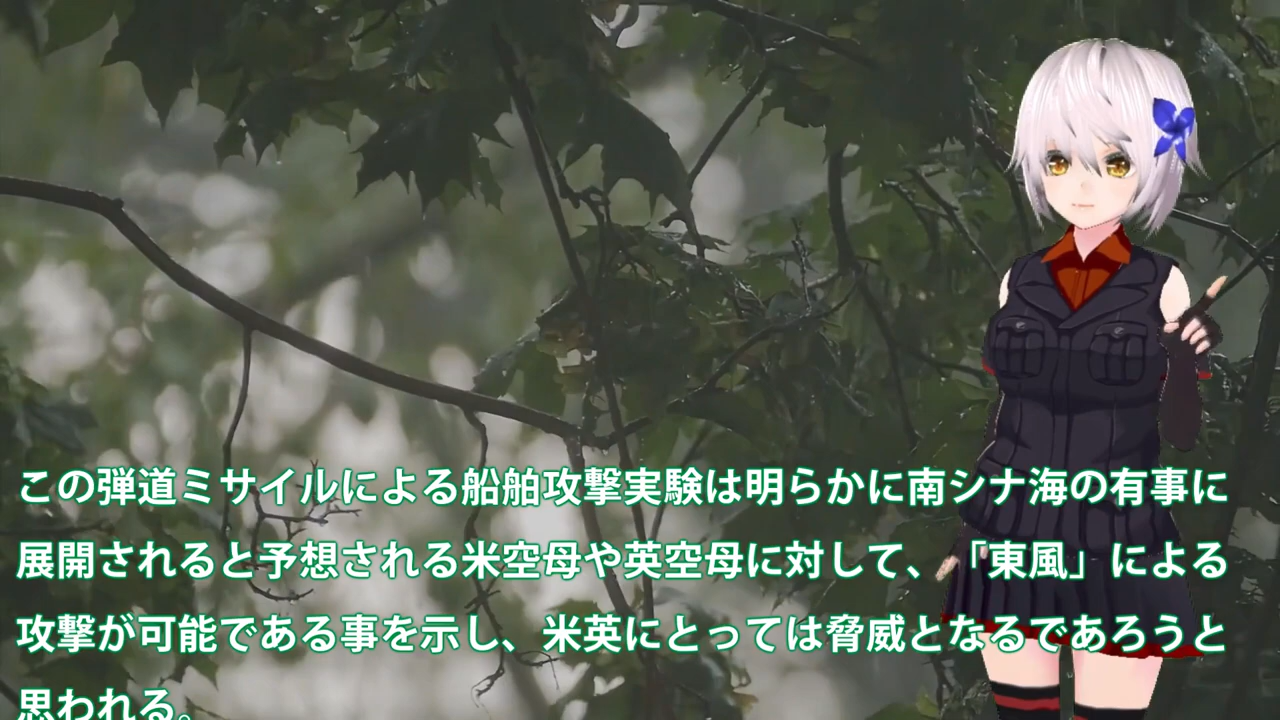 この弾道ミサイルによる船舶攻撃実験は明らかに南シナ海の有事に
展開されると予想される米空母や英空母に対して、「東風」による
攻撃が可能である事を示し、米英にとっては脅威となるであろうと
思われる。